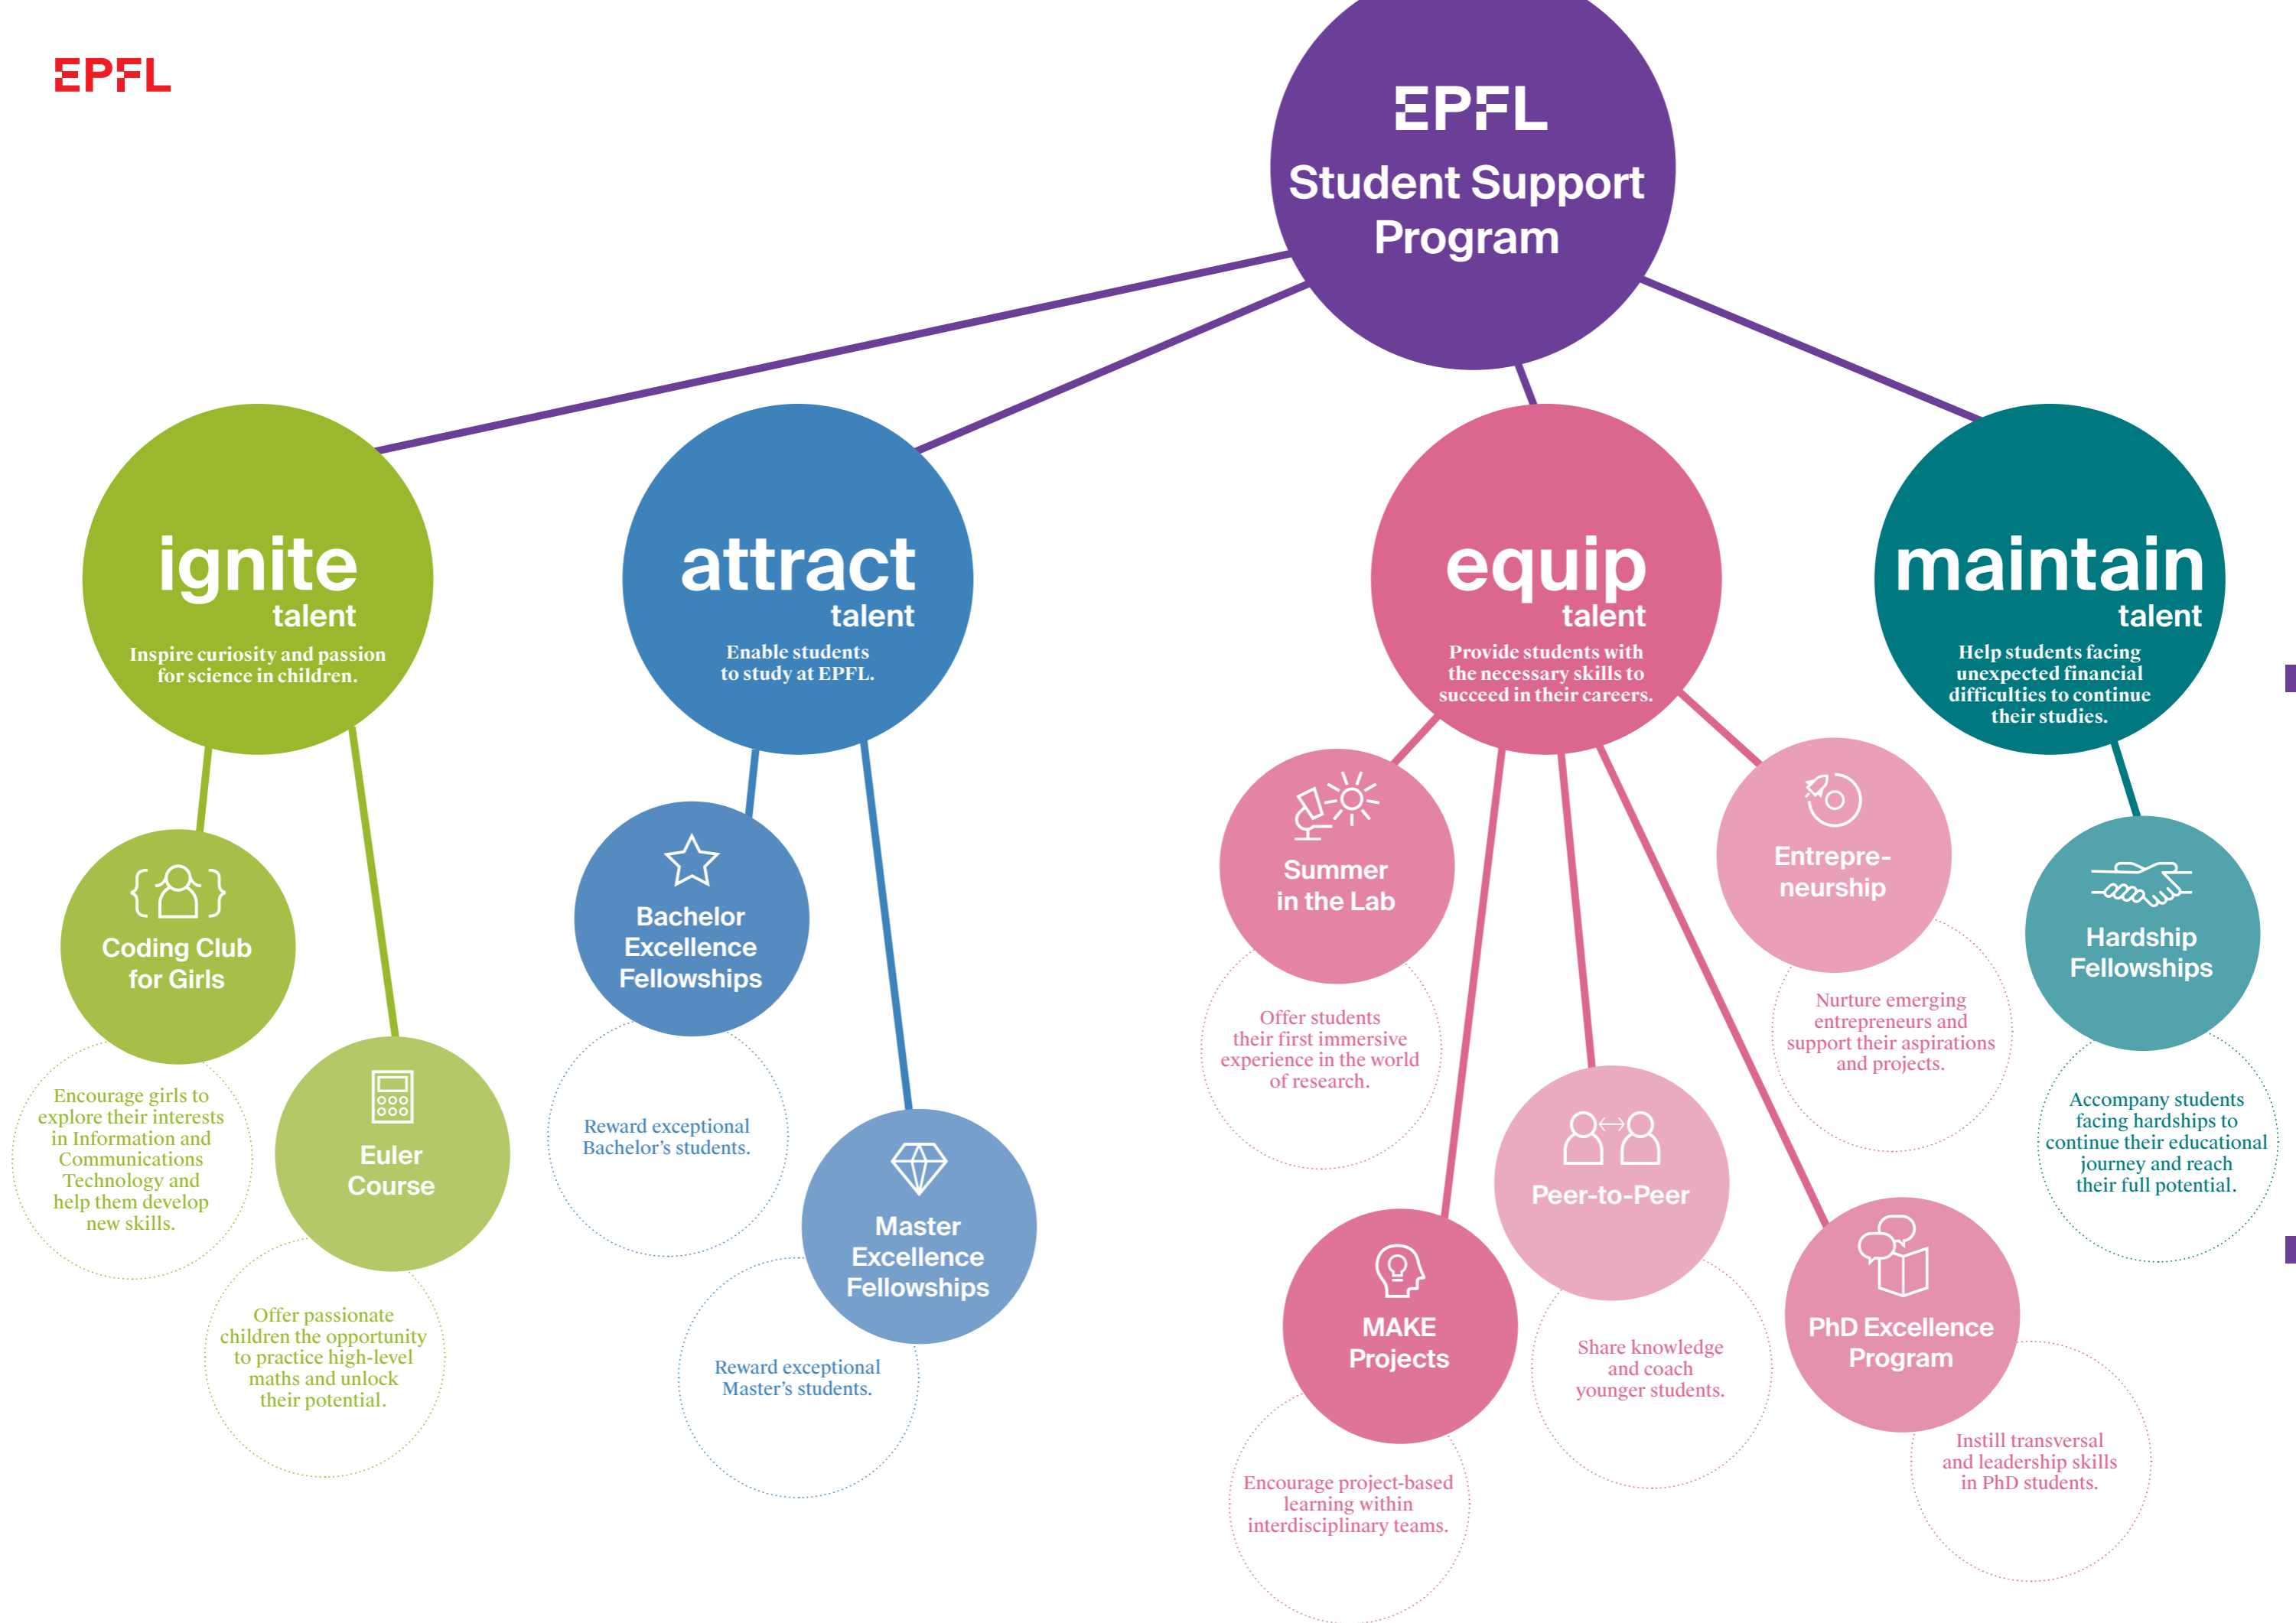 EPFL
EPFL
Student Support
Program
ignite
talent
Inspire curiosity and passion
for science in children.
attract
talent
Enable students
to study at EPFL.
equip
talent
Provide students with
the necessary skills to
succeed in their careers.
maintain
talent
Help students facing
unexpected financial
difficulties to continue
their studies.
Coding Club
for Girls
Encourage girls to
explore their interests
in Information and
Communications
Technology and
help them develop
new skills.
Euler
Course
Offer passionate
children the opportunity
to practice high-level
maths and unlock
their potential.
Bachelor
Excellence
Fellowships
Reward exceptional
Bachelor’s students.
Master
Excellence
Fellowships
Reward exceptional
Master’s students.
Summer
in the Lab
Offer students
their first immersive
experience in the world
of research.
MAKE
Projects
Encourage project-based
learning within
interdisciplinary teams.
Peer-to-Peer
Share knowledge
and coach
younger students.
PhD Excellence
Program
Instill transversal
and leadership skills
in PhD students.
Entrepre-
neurship
Nurture emerging
entrepreneurs and
support their aspirations
and projects.
Hardship
Fellowships
Accompany students
facing hardships to
continue their educational
journey and reach
their full potential.